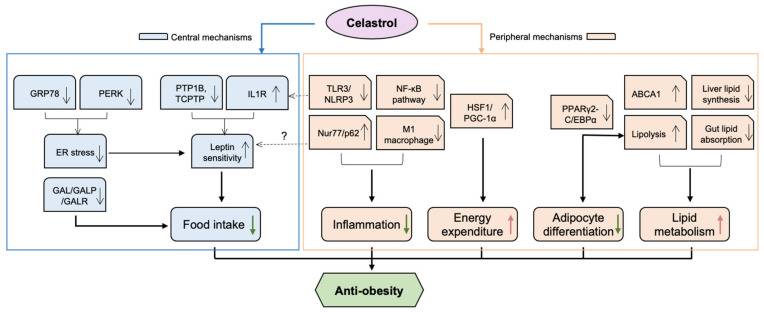 Celastrol
Central mechanisms
Peripheral mechanisms
GRP78
PERK
PTP1B,
TCPTP
IL1R
TLR3/
NLRP3
NF-κB
pathway
HSF1/
PGC-1α
PPARγ2-
C/EBPα
ABCA1
Liver lipid
synthesis
ER stress
Leptin
sensitivity
?
Nur77/p62
M1
macrophage
Lipolysis
Gut lipid
absorption
GAL/GALP
/GALR
Food intake
Inflammation
Energy
expenditure
Adipocyte
differentiation
Lipid
metabolism
Anti-obesity